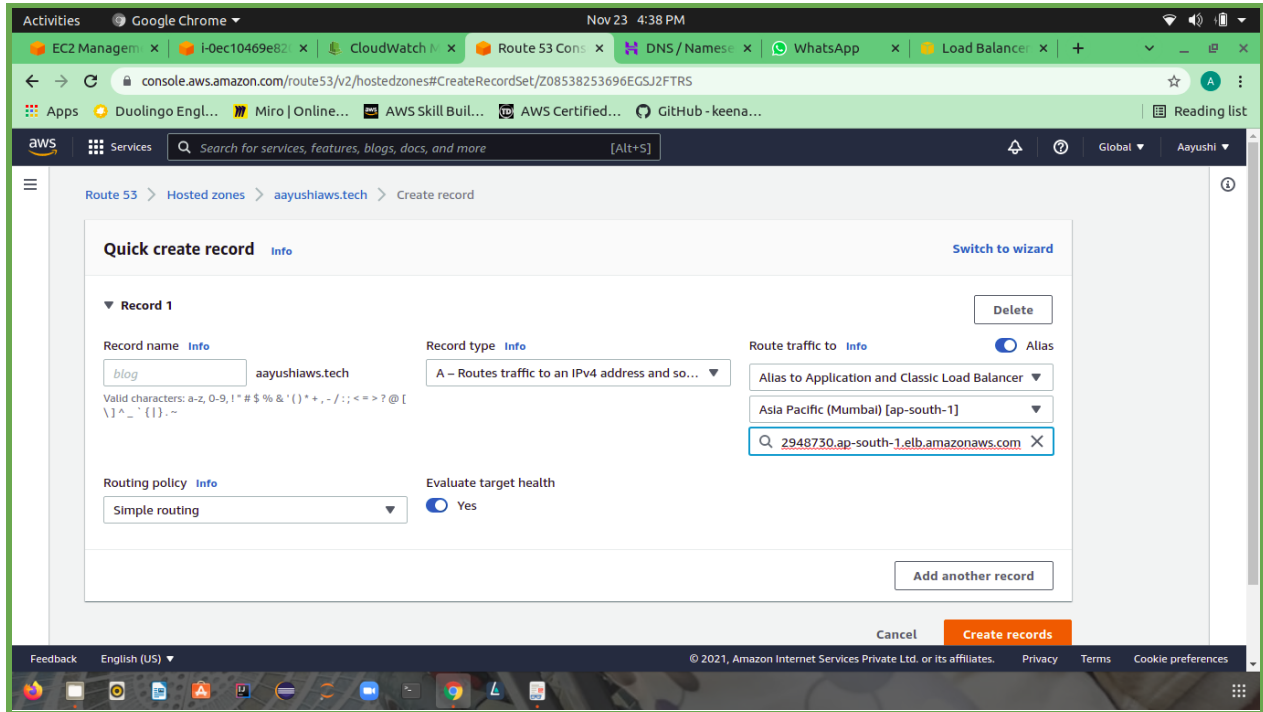 Activities Google Chrome ▼ Nov 23 4:38 PM
EC2 Managem i-0ec10469e82 CloudWatch M Route 53 Cons DNS / Namese WhatsApp Load Balancer
console.aws.amazon.com/route53/v2/hostedzones#CreateRecordSet/Z08538253696EGSJ2FTRS A
Apps Duolingo Engl... Miro | Online... AWS Skill Buil... AWS Certified... GitHub - keena... Reading list
aws Services Search for services, features, blogs, docs, and more [Alt+S] Global ▼ Aayushi ▼
Route 53 > Hosted zones > aayushiaws.tech > Create record
Quick create record Info Switch to wizard
▼ Record 1 Delete
Record name Info Record type Info Route traffic to Info Alias
blog aayushiaws.tech A – Routes traffic to an IPv4 address and so... ▼ Alias to Application and Classic Load Balancer ▼
Valid characters: a-z, 0-9, ! " # $ % & ' ( ) * + , - / : ; < = > ? @ [
\ ] ^ _ ` { | } . ~
Asia Pacific (Mumbai) [ap-south-1] ▼
2948730.ap-south-1.elb.amazonaws.com
Routing policy Info Evaluate target health
Simple routing ▼ Yes
Add another record
Cancel Create records
Feedback English (US) ▼ © 2021, Amazon Internet Services Private Ltd. or its affiliates. Privacy Terms Cookie preferences